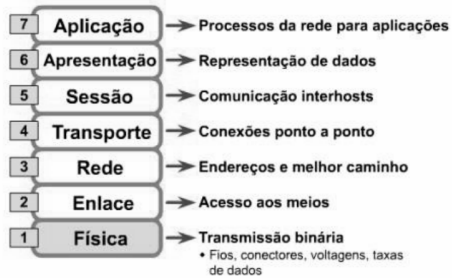 7 Aplicação Processos da rede para aplicações
6 Apresentação Representação de dados
5 Sessão Comunicação interhosts
4 Transporte Conexões ponto a ponto
3 Rede Endereços e melhor caminho
2 Enlace Acesso aos meios
1 Física Transmissão binária
• Fios, conectores, voltagens, taxas
de dados